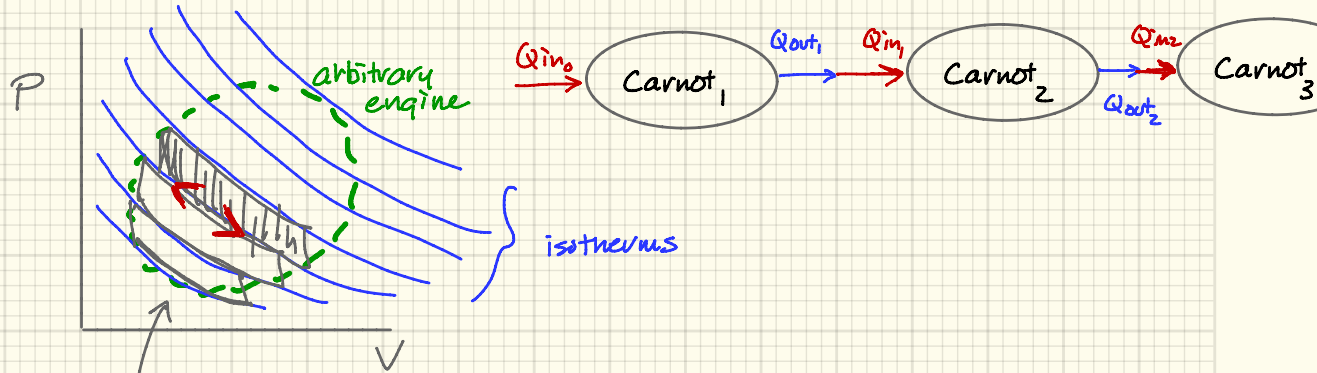 P
V
arbitrary
engine
isotherms
Qin₀
Carnot₁
Qout₁
Qin₁
Carnot₂
Qout₂
Qin₂
Carnot₃